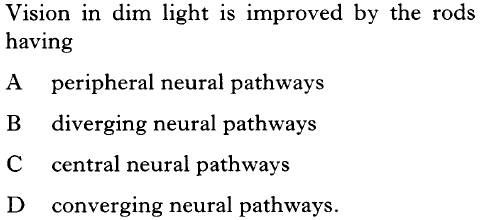 Vision in dim light is improved by the rods
having
A peripheral neural pathways
B diverging neural pathways
C central neural pathways
D converging neural pathways.